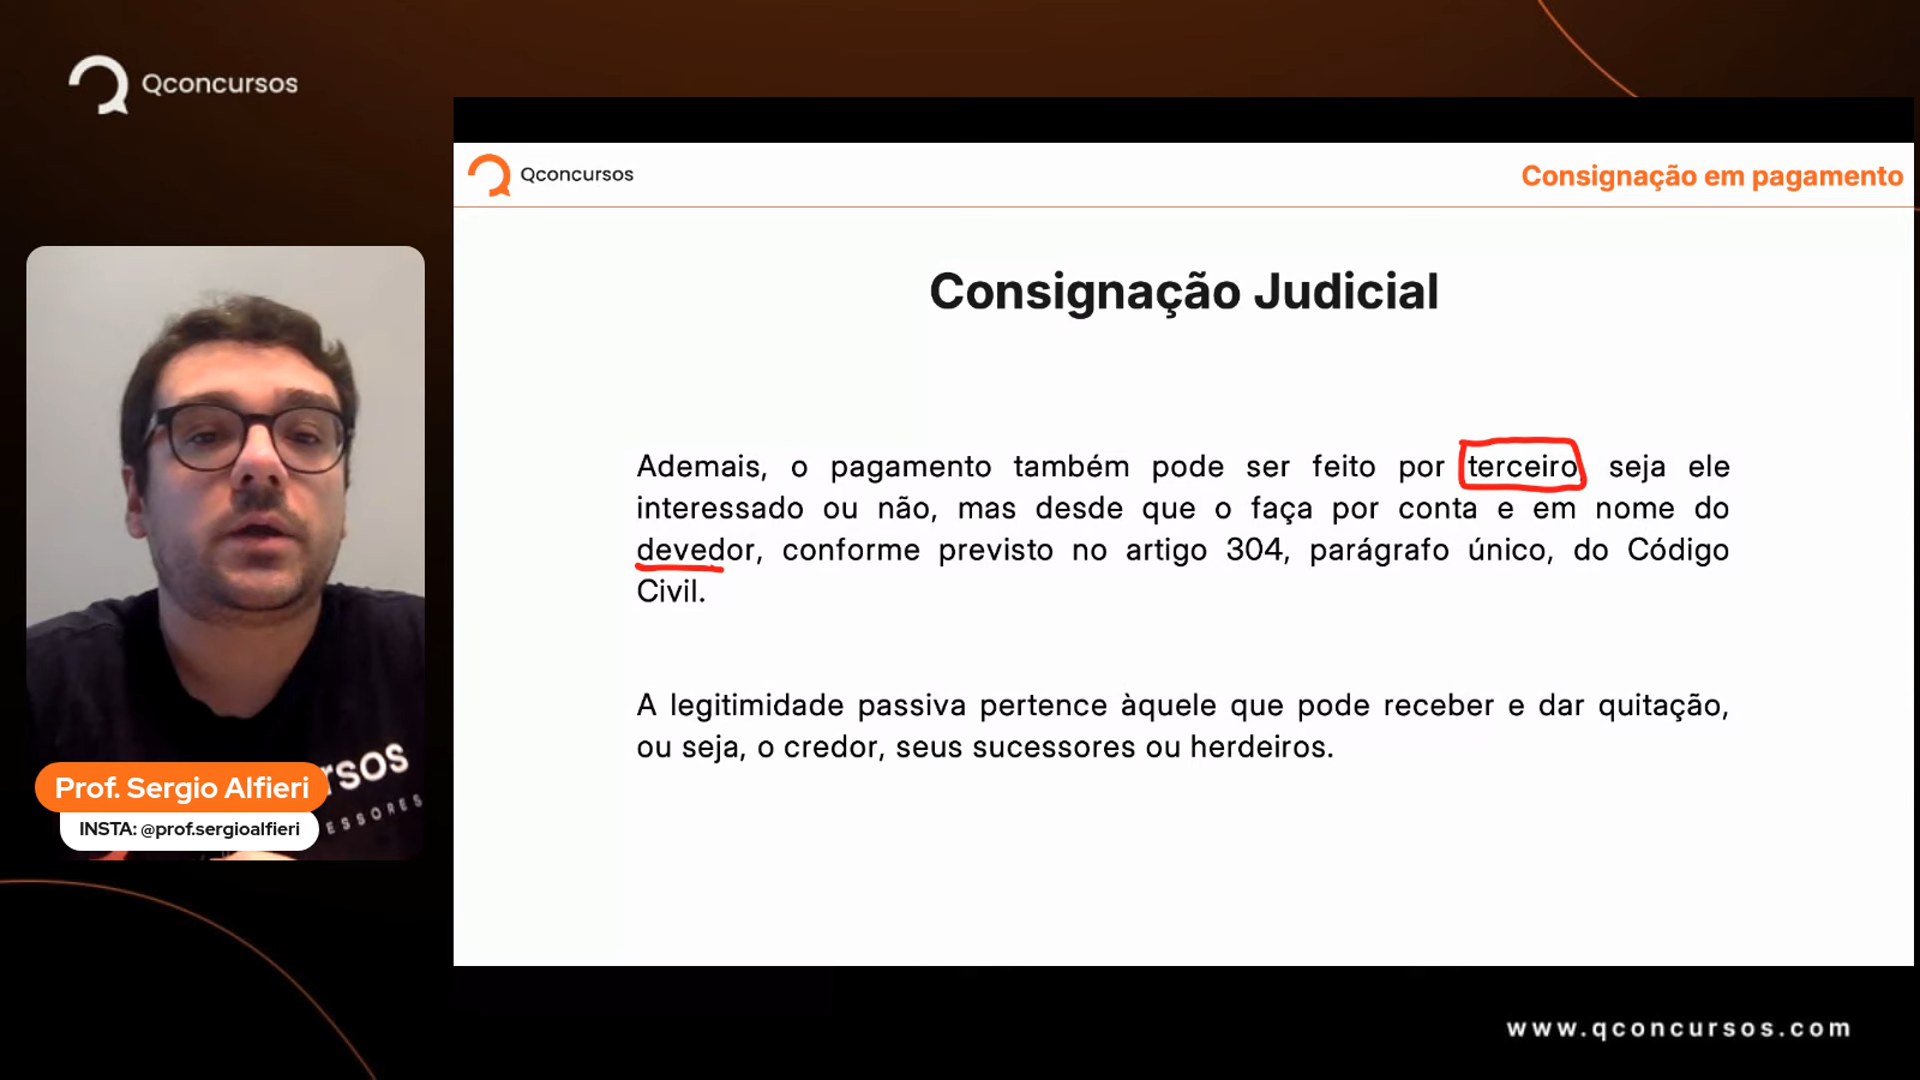 Qconcursos
Qconcursos
Consignação em pagamento
Consignação Judicial
Ademais, o pagamento também pode ser feito por terceiro, seja ele
interessado ou não, mas desde que o faça por conta e em nome do
devedor, conforme previsto no artigo 304, parágrafo único, do Código
Civil.
A legitimidade passiva pertence àquele que pode receber e dar quitação,
ou seja, o credor, seus sucessores ou herdeiros.
rsos
ESSORES
Prof. Sergio Alfieri
INSTA: @prof.sergioalfieri
www.qconcursos.com